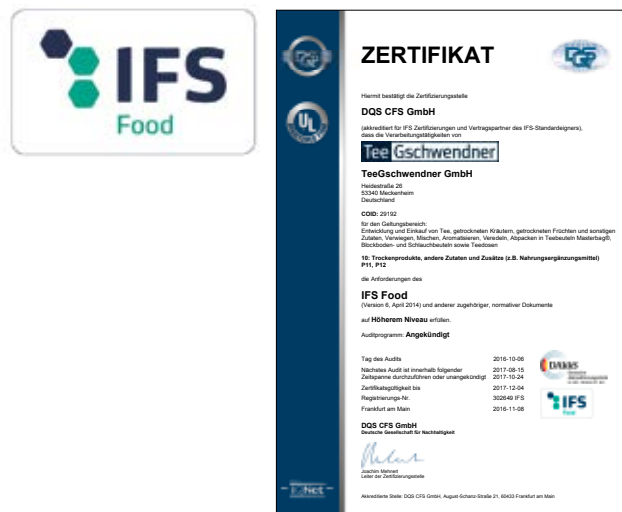 IFS
Food
DQS
UL
ZERTIFIKAT
Hiermit bestätigt die Zertifizierungsstelle
DQS CFS GmbH
(akkreditiert für IFS Zertifizierungen und Vertragspartner des IFS-Standardeigners),
dass die Verarbeitungstätigkeiten von
Tee Gschwendner
TeeGschwendner GmbH
Heidestraße 26
53340 Meckenheim
Deutschland
COID: 29192
für den Geltungsbereich:
Entwicklung und Einkauf von Tee, getrockneten Kräutern, getrockneten Früchten und sonstigen
Zutaten, Verwiegen, Mischen, Aromatisieren, Veredeln, Abpacken in Teebeuteln Masterbag®,
Blockboden- und Schlauchbeuteln sowie Teedosen
10: Trockenprodukte, andere Zutaten und Zusätze (z.B. Nahrungsergänzungsmittel)
P11, P12
die Anforderungen des
IFS Food
(Version 6, April 2014) und anderer zugehöriger, normativer Dokumente
auf Höherem Niveau erfüllen.
Auditprogramm: Angekündigt
Tag des Audits 2016-10-06
Nächstes Audit ist innerhalb folgender 2017-08-15
Zeitspanne durchzuführen oder unangekündigt 2017-10-24
Zertifikatsgültigkeit bis 2017-12-04
Registrierungs-Nr. 302649 IFS
Frankfurt am Main 2016-11-08
DAkkS
IFS
Food
DQS CFS GmbH
Deutsche Gesellschaft für Nachhaltigkeit
Joachim Mehnert
Leiter der Zertifizierungsstelle
IQNet
Akkreditierte Stelle: DQS CFS GmbH, August-Schanz-Straße 21, 60433 Frankfurt am Main